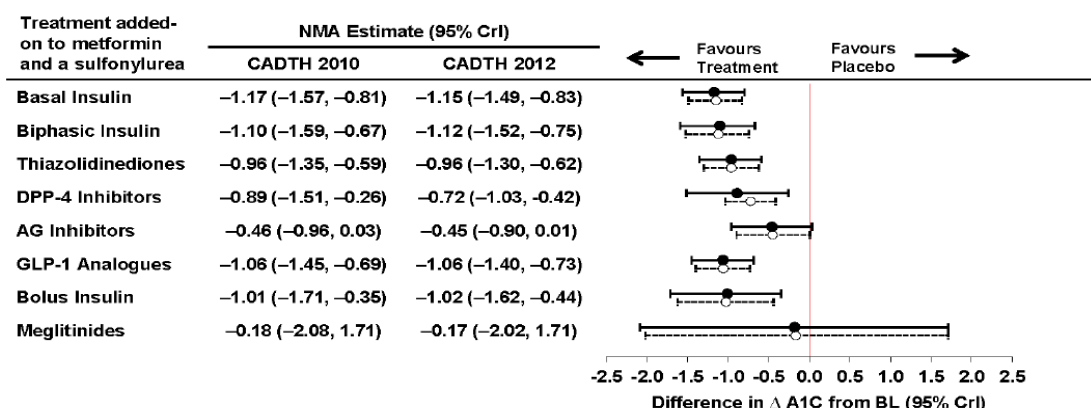 Treatment added-
on to metformin
and a sulfonylurea
NMA Estimate (95% CrI)
CADTH 2010 CADTH 2012
Favours
Treatment
Favours
Placebo
Basal Insulin –1.17 (–1.57, –0.81) –1.15 (–1.49, –0.83)
Biphasic Insulin –1.10 (–1.59, –0.67) –1.12 (–1.52, –0.75)
Thiazolidinediones –0.96 (–1.35, –0.59) –0.96 (–1.30, –0.62)
DPP-4 Inhibitors –0.89 (–1.51, –0.26) –0.72 (–1.03, -0.42)
AG Inhibitors –0.46 (–0.96, 0.03) –0.45 (–0.90, 0.01)
GLP-1 Analogues –1.06 (–1.45, –0.69) –1.06 (–1.40, –0.73)
Bolus Insulin –1.01 (–1.71, –0.35) –1.02 (–1.62, –0.44)
Meglitinides –0.18 (–2.08, 1.71) –0.17 (–2.02, 1.71)
-2.5 -2.0 -1.5 -1.0 -0.5 0.0 0.5 1.0 1.5 2.0 2.5
Difference in Δ A1C from BL (95% CrI)